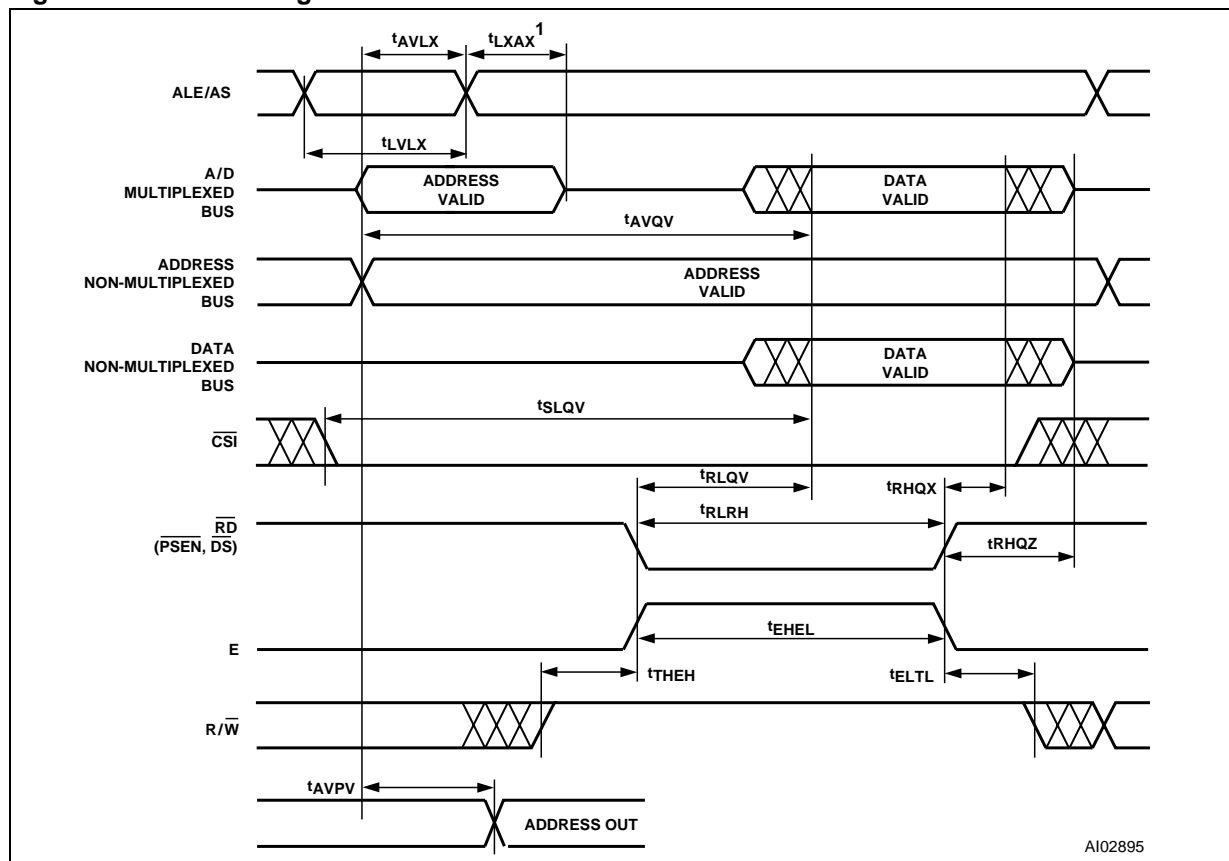 tAVLX
tLXAX1
ALE/AS
tLVLX
A/D
MULTIPLEXED
BUS
ADDRESS
VALID
DATA
VALID
tAVQV
ADDRESS
NON-MULTIPLEXED
BUS
ADDRESS
VALID
DATA
NON-MULTIPLEXED
BUS
DATA
VALID
tSLQV
CSI
tRLQV
tRHQX
tRLRH
RD
(PSEN, DS)
tRHQZ
tEHEL
E
tTHEH
tELTL
R/W
tAVPV
ADDRESS OUT
AI02895